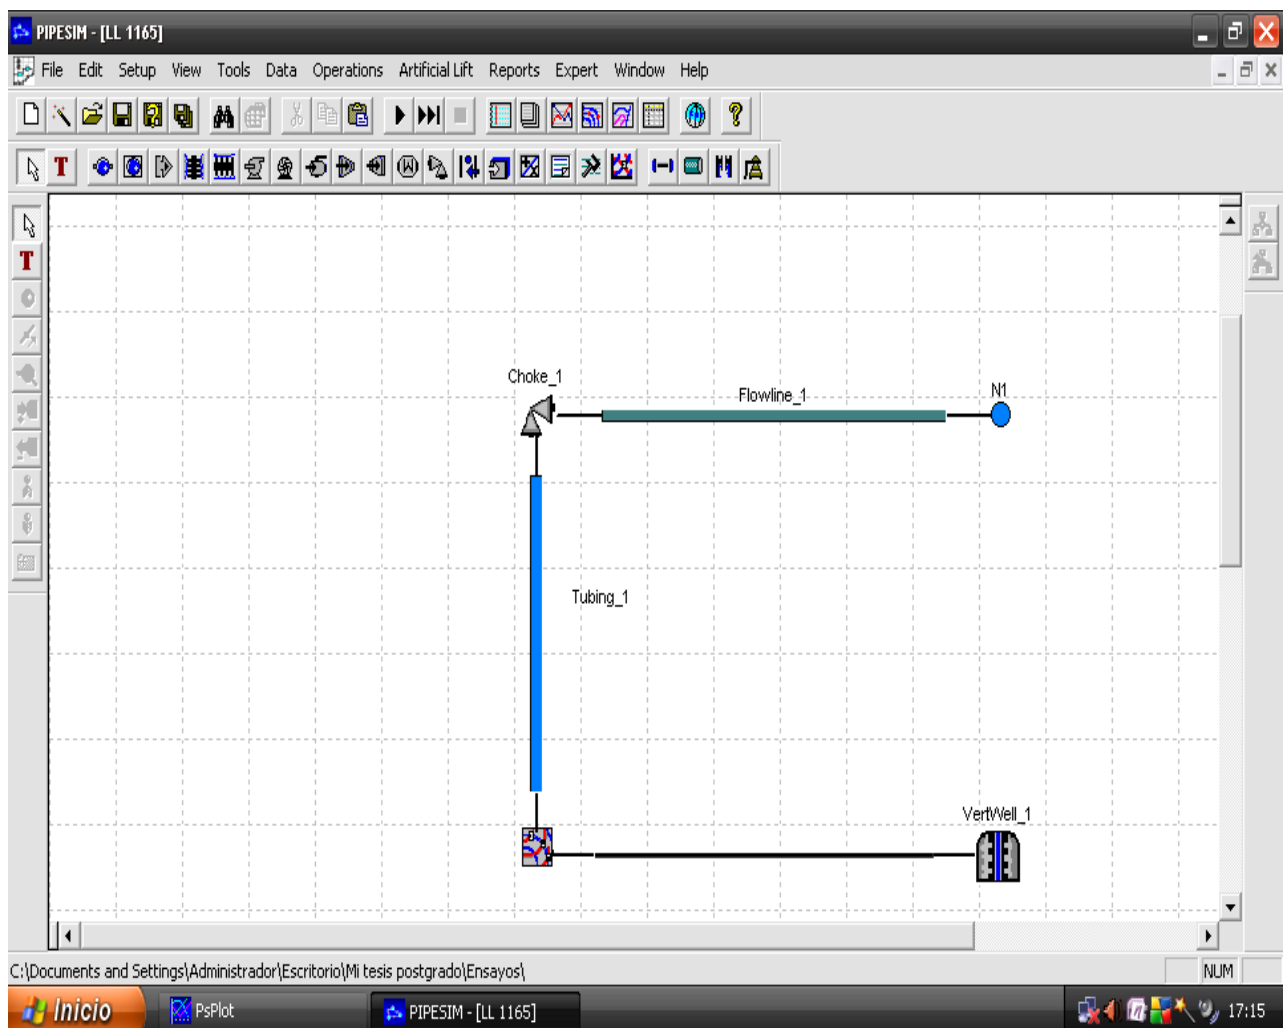 PIPESIM - [LL 1165]
File Edit Setup View Tools Data Operations Artificial Lift Reports Expert Window Help
T
T
Choke_1
Flowline_1
N1
Tubing_1
VertWell_1
C:\Documents and Settings\Administrador\Escritorio\Mi tesis postgrado\Ensayos\
NUM
Inicio
PsPlot
PIPESIM - [LL 1165]
17:15